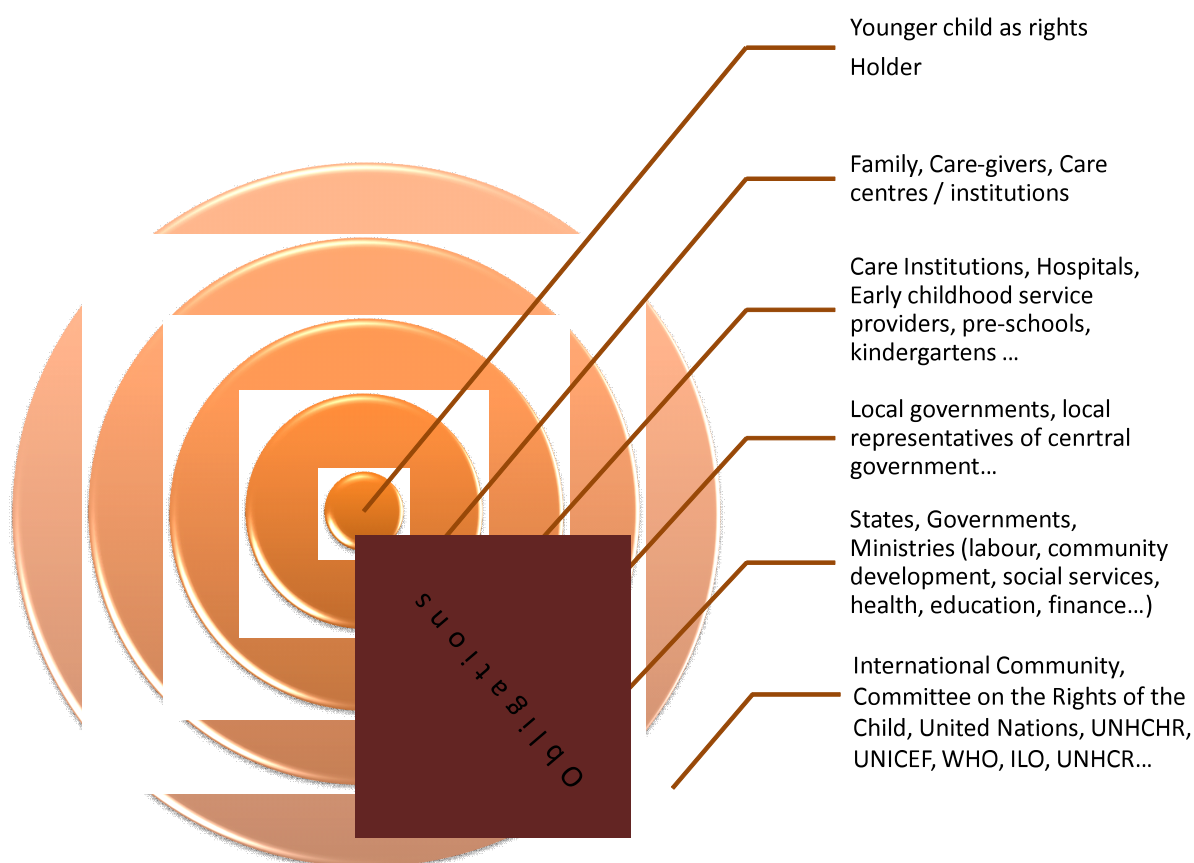 Younger child as rights
Holder
Family, Care-givers, Care
centres / institutions
Care Institutions, Hospitals,
Early childhood service
providers, pre-schools,
kindergartens ...
Local governments, local
representatives of cenrtral
government...
States, Governments,
Ministries (labour, community
development, social services,
health, education, finance...)
International Community,
Committee on the Rights of the
Child, United Nations, UNHCHR,
UNICEF, WHO, ILO, UNHCR...
Obligations